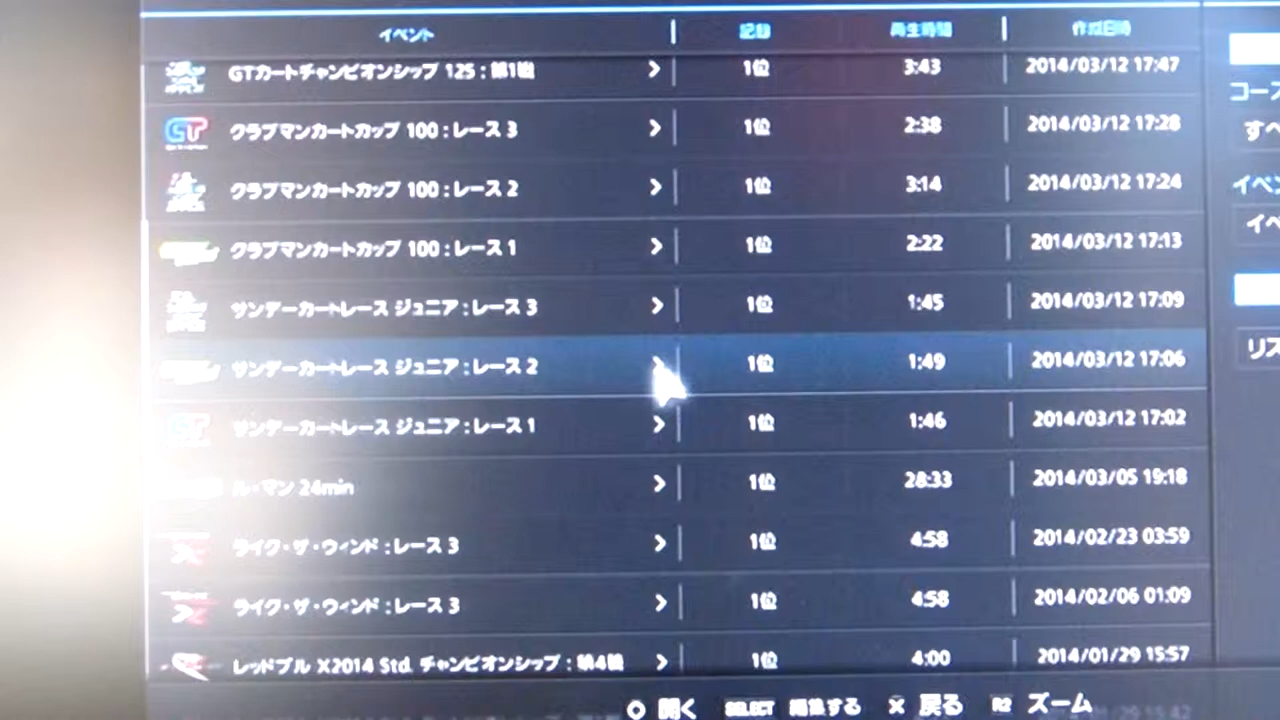 イベント 記録 再生時間 作成日時
GTカートチャンピオンシップ 125 : 第1戦 1位 3:43 2014/03/12 17:47
コース
クラブマンカートカップ 100 : レース 3 1位 2:38 2014/03/12 17:28
すべ
クラブマンカートカップ 100 : レース 2 1位 3:14 2014/03/12 17:24
イベン
クラブマンカートカップ 100 : レース 1 1位 2:22 2014/03/12 17:13
イベ
サンデーカートレース ジュニア : レース 3 1位 1:45 2014/03/12 17:09
サンデーカートレース ジュニア : レース 2 1位 1:49 2014/03/12 17:06
リス
サンデーカートレース ジュニア : レース 1 1位 1:46 2014/03/12 17:02
ル・マン 24min 1位 28:33 2014/03/05 19:18
ライク・ザ・ウィンド : レース 3 1位 4:58 2014/02/23 03:59
ライク・ザ・ウィンド : レース 3 1位 4:58 2014/02/06 01:09
レッドブル X2014 Std. チャンピオンシップ : 第4戦 1位 4:00 2014/01/29 15:57
開く SELECT 画像する 戻る R2 ズーム